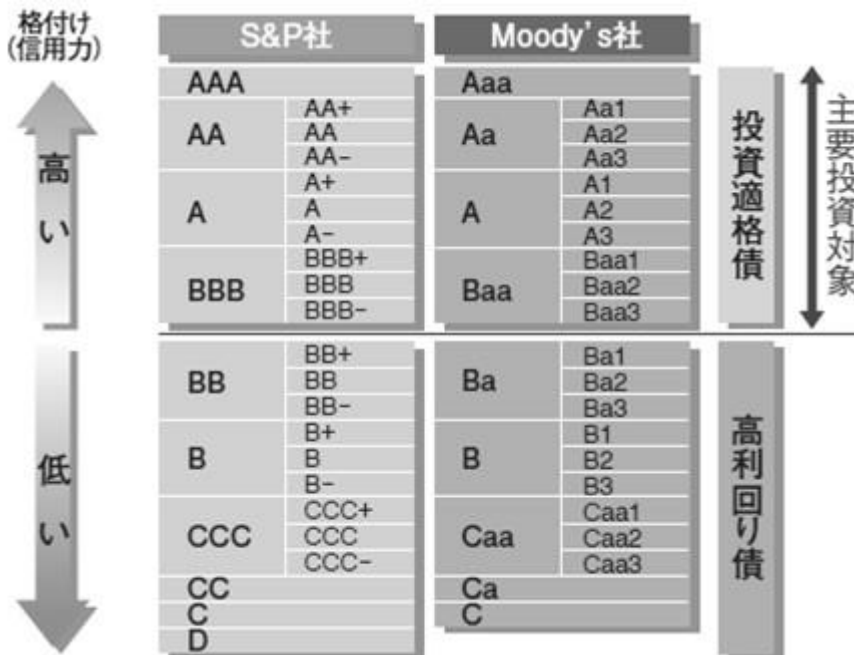 格付け
(信用力)
S&P社
Moody's社
高い
低い
AAA
AA
AA+
AA
AA-
A
A+
A
A-
BBB
BBB+
BBB
BBB-
BB
BB+
BB
BB-
B
B+
B
B-
CCC
CCC+
CCC
CCC-
CC
C
D
Aaa
Aa
Aa1
Aa2
Aa3
A
A1
A2
A3
Baa
Baa1
Baa2
Baa3
Ba
Ba1
Ba2
Ba3
B
B1
B2
B3
Caa
Caa1
Caa2
Caa3
Ca
C
投資適格債
主要投資対象
高利回り債